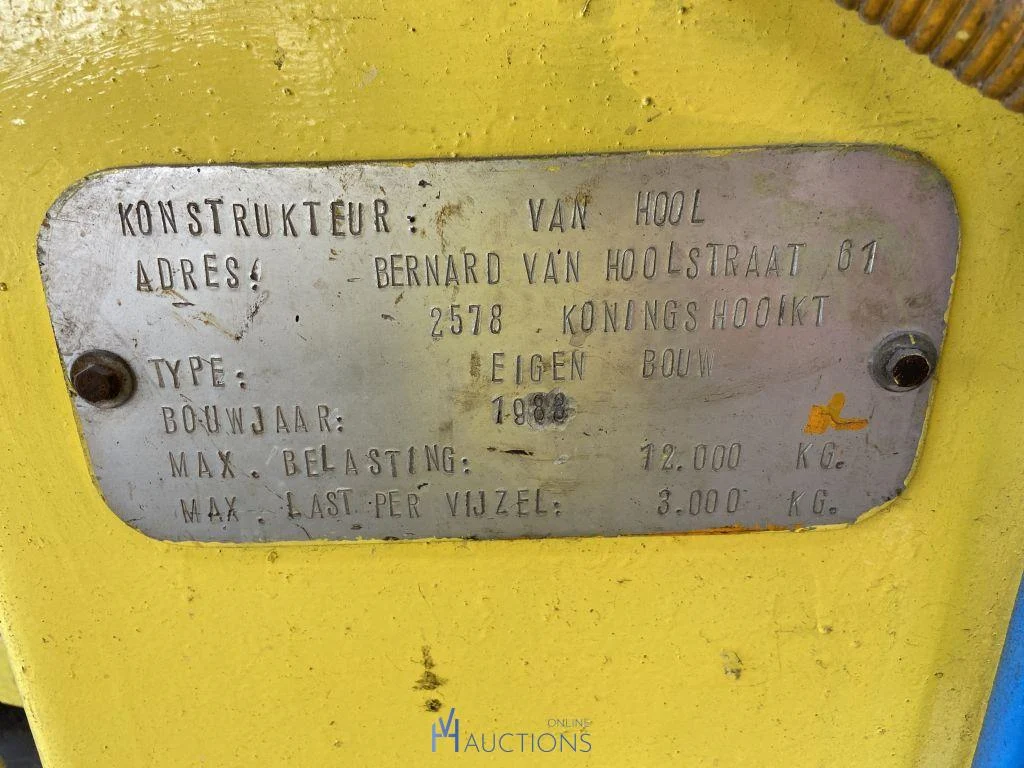 KONSTRUKTEUR: VAN HOOL
ADRES: BERNARD VAN HOOLSTRAAT 61
2578 KONINGSHOOIKT
TYPE: EIGEN BOUW
BOUWJAAR: 1988
MAX. BELASTING: 12.000 KG.
MAX. LAST PER VIJZEL: 3.000 KG.
ONLINE
AUCTIONS